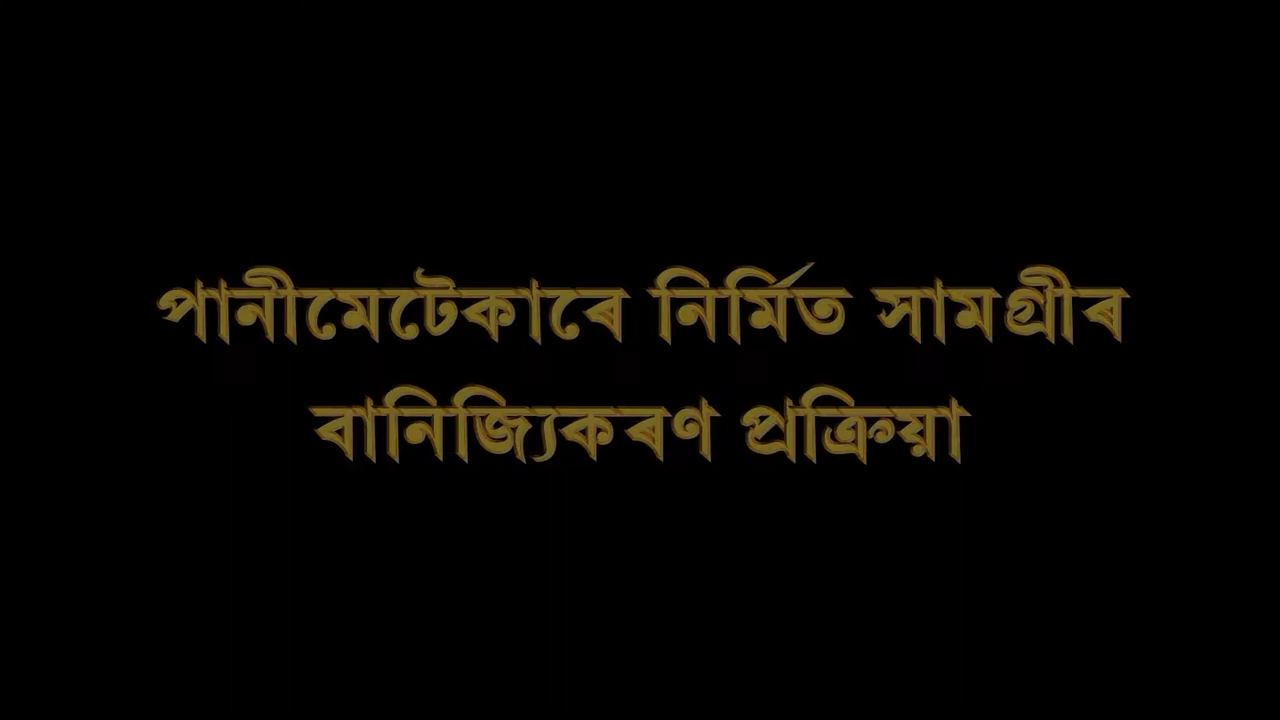 পানীমেটেকাৰে নিৰ্মিত সামগ্ৰীৰ
বানিজ্যিকৰণ প্ৰক্ৰিয়া